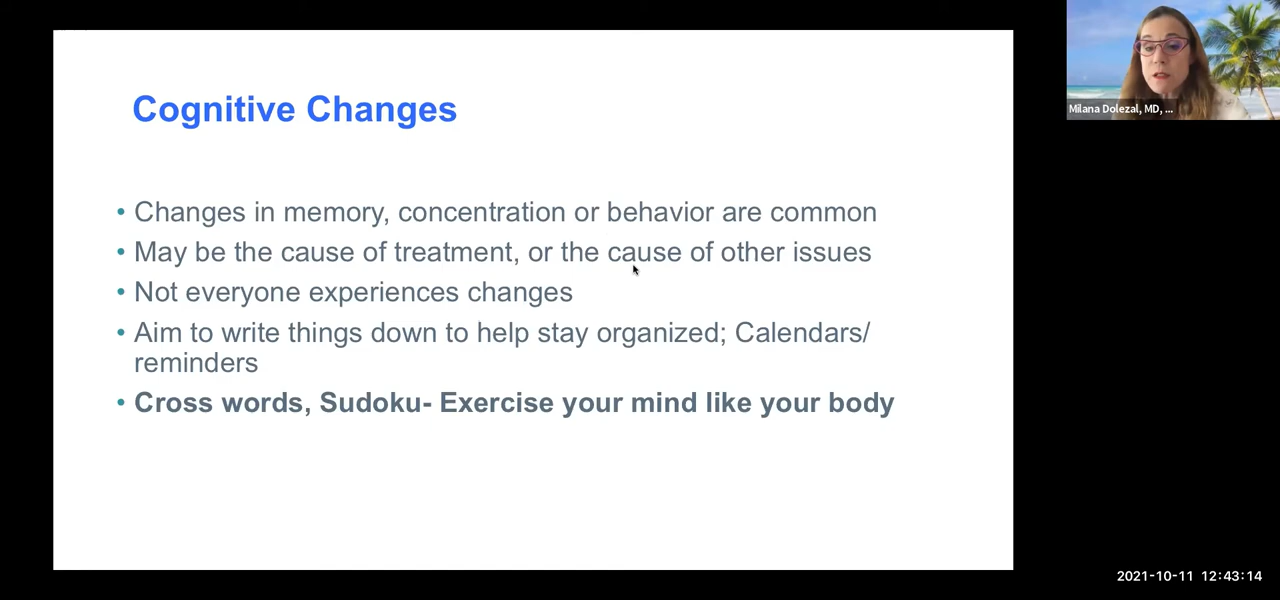 Cognitive Changes
• Changes in memory, concentration or behavior are common
• May be the cause of treatment, or the cause of other issues
• Not everyone experiences changes
• Aim to write things down to help stay organized; Calendars/
reminders
• Cross words, Sudoku- Exercise your mind like your body
Milana Dolezal, MD, ...
2021-10-11 12:43:14